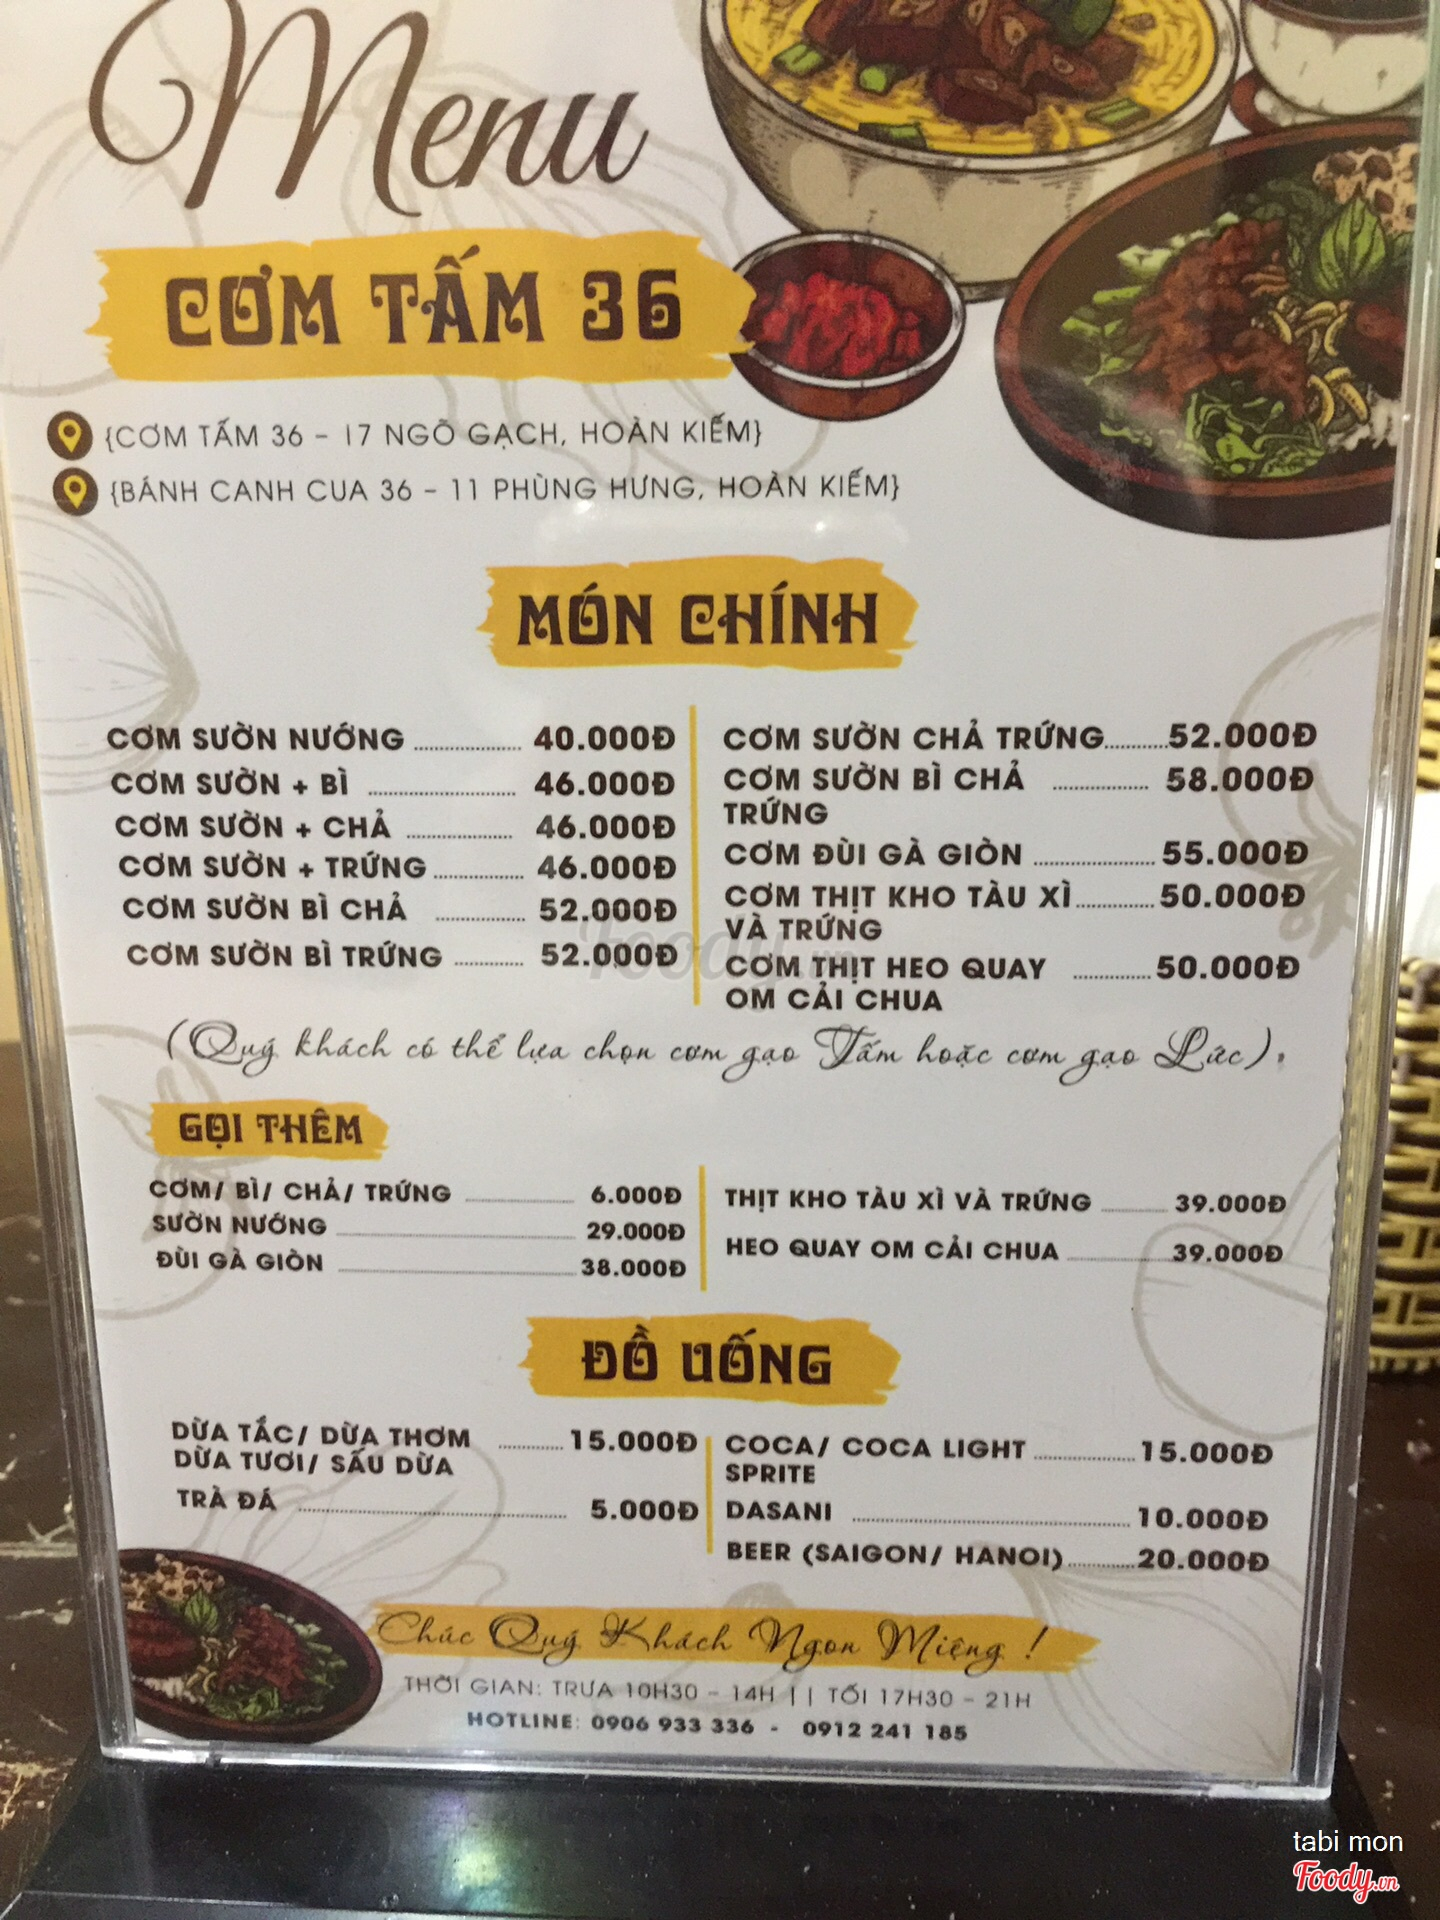 Menu
CƠM TẤM 36
{CƠM TẤM 36 - 17 NGÕ GẠCH, HOÀN KIẾM}
{BÁNH CANH CUA 36 - 11 PHÙNG HƯNG, HOÀN KIẾM}
MÓN CHÍNH
CƠM SƯỜN NƯỚNG 40.000Đ
CƠM SƯỜN + BÌ 46.000Đ
CƠM SƯỜN + CHẢ 46.000Đ
CƠM SƯỜN + TRỨNG 46.000Đ
CƠM SƯỜN BÌ CHẢ 52.000Đ
CƠM SƯỜN BÌ TRỨNG 52.000Đ
CƠM SƯỜN CHẢ TRỨNG 52.000Đ
CƠM SƯỜN BÌ CHẢ 58.000Đ
TRỨNG
CƠM ĐÙI GÀ GIÒN 55.000Đ
CƠM THỊT KHO TÀU XÌ 50.000Đ
VÀ TRỨNG
CƠM THỊT HEO QUAY 50.000Đ
OM CẢI CHUA
(Quý khách có thể lựa chọn cơm gạo Tấm hoặc cơm gạo Lức).
GỌI THÊM
CƠM/ BÌ/ CHẢ/ TRỨNG 6.000Đ
SƯỜN NƯỚNG 29.000Đ
ĐÙI GÀ GIÒN 38.000Đ
THỊT KHO TÀU XÌ VÀ TRỨNG 39.000Đ
HEO QUAY OM CẢI CHUA 39.000Đ
ĐỒ UỐNG
DỪA TẮC/ DỪA THƠM 15.000Đ
DỪA TƯƠI/ SẤU DỪA
TRÀ ĐÁ 5.000Đ
COCA/ COCA LIGHT 15.000Đ
SPRITE
DASANI 10.000Đ
BEER (SAIGON/ HANOI) 20.000Đ
Chúc Quý Khách Ngon Miệng !
THỜI GIAN: TRƯA 10H30 - 14H || TỐI 17H30 - 21H
HOTLINE: 0906 933 336 - 0912 241 185
tabi mon
Foody.vn